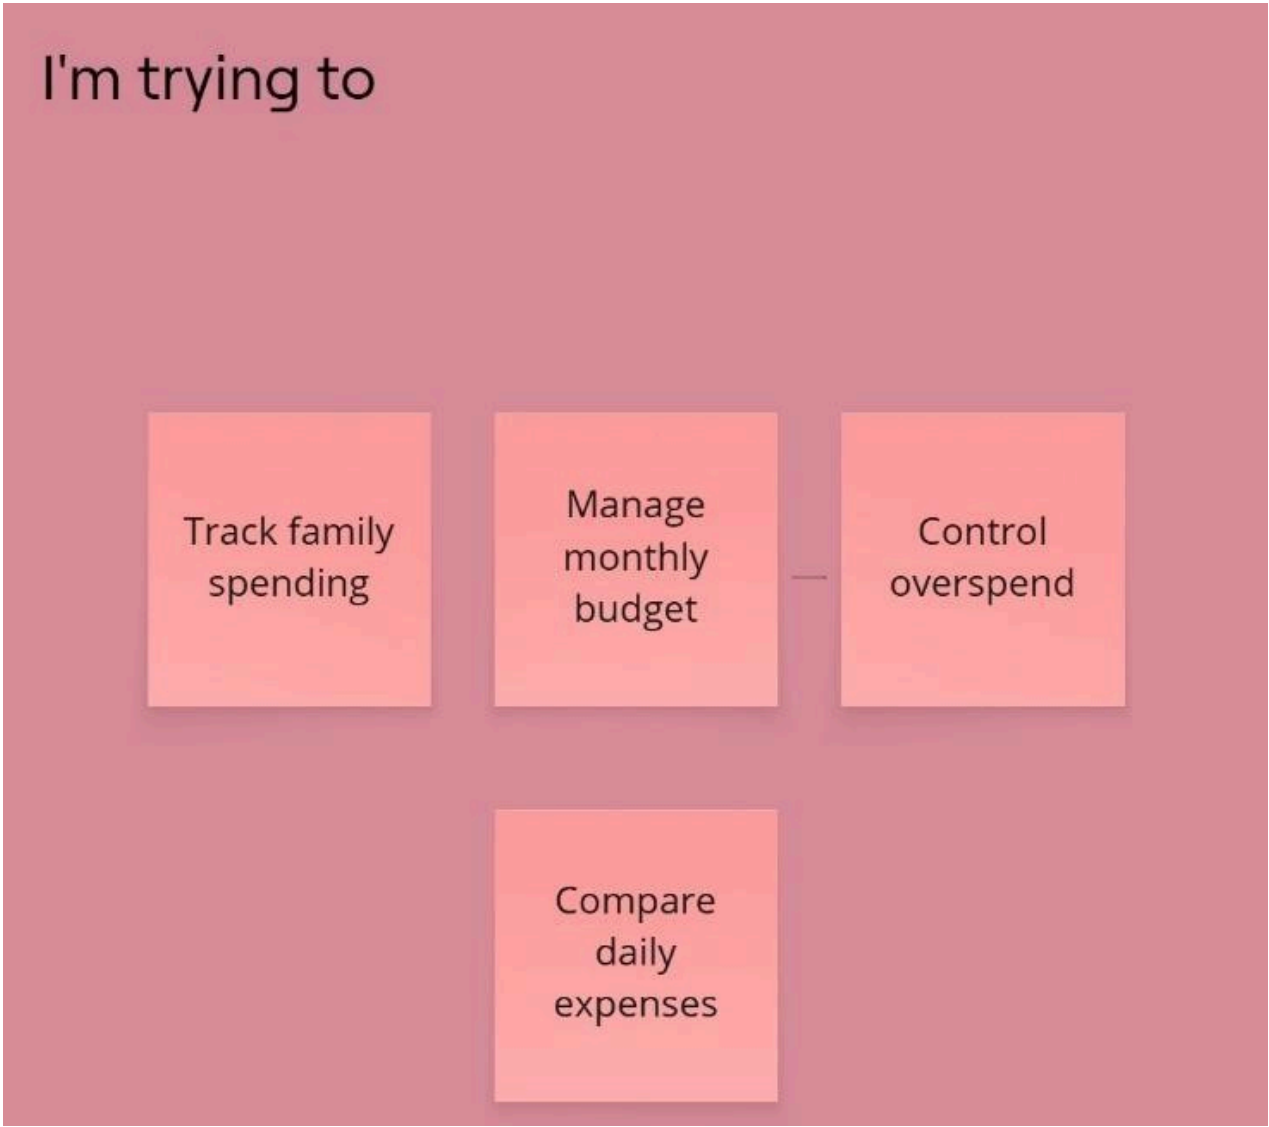 I'm trying to
Track family
spending
Manage
monthly
budget
Control
overspend
Compare
daily
expenses